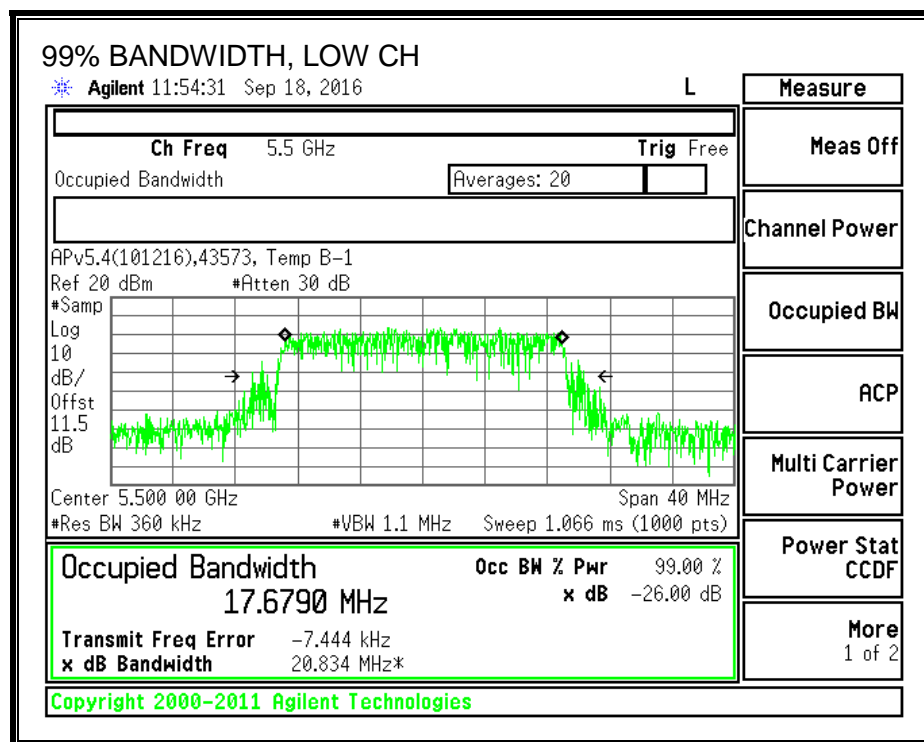 99% BANDWIDTH, LOW CH
Agilent 11:54:31 Sep 18, 2016 L
Ch Freq 5.5 GHz Trig Free
Occupied Bandwidth Averages: 20
APv5.4(101216),43573, Temp B-1
Ref 20 dBm #Atten 30 dB
#Samp
Log
10
dB/
Offst
11.5
dB
Center 5.500 00 GHz Span 40 MHz
#Res BW 360 kHz #VBW 1.1 MHz Sweep 1.066 ms (1000 pts)
Occupied Bandwidth Occ BW % Pwr 99.00 %
17.6790 MHz x dB -26.00 dB
Transmit Freq Error -7.444 kHz
x dB Bandwidth 20.834 MHz*
Copyright 2000-2011 Agilent Technologies
Measure
Meas Off
Channel Power
Occupied BW
ACP
Multi Carrier
Power
Power Stat
CCDF
More
1 of 2